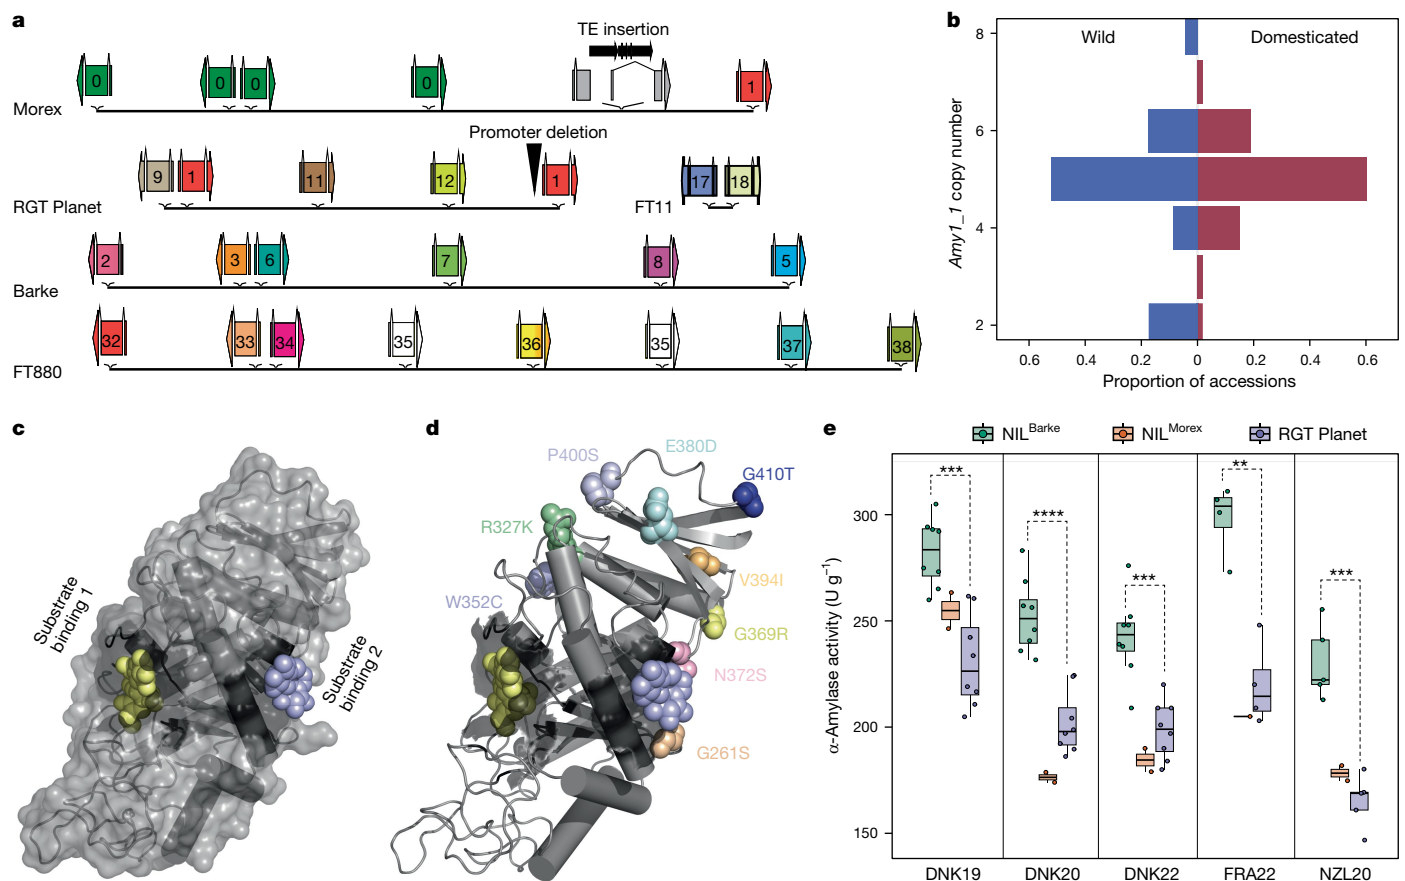 a
TE insertion
0 0 0 0 1
Morex
Promoter deletion
9 1 11 12 1 17 18
RGT Planet FT11
2 3 6 7 8 5
Barke
32 33 34 35 36 35 37 38
FT880
b
Wild Domesticated
8
6
4
2
Amy1_1 copy number
0.6 0.4 0.2 0 0.2 0.4 0.6
Proportion of accessions
c
Substrate
binding 1
Substrate
binding 2
d
P400S
E380D
G410T
R327K
V394I
W352C
G369R
N372S
G261S
e
NIL^Barke NIL^Morex RGT Planet
*** **** *** ** ***
300
250
200
150
α-Amylase activity (U g⁻¹)
DNK19 DNK20 DNK22 FRA22 NZL20